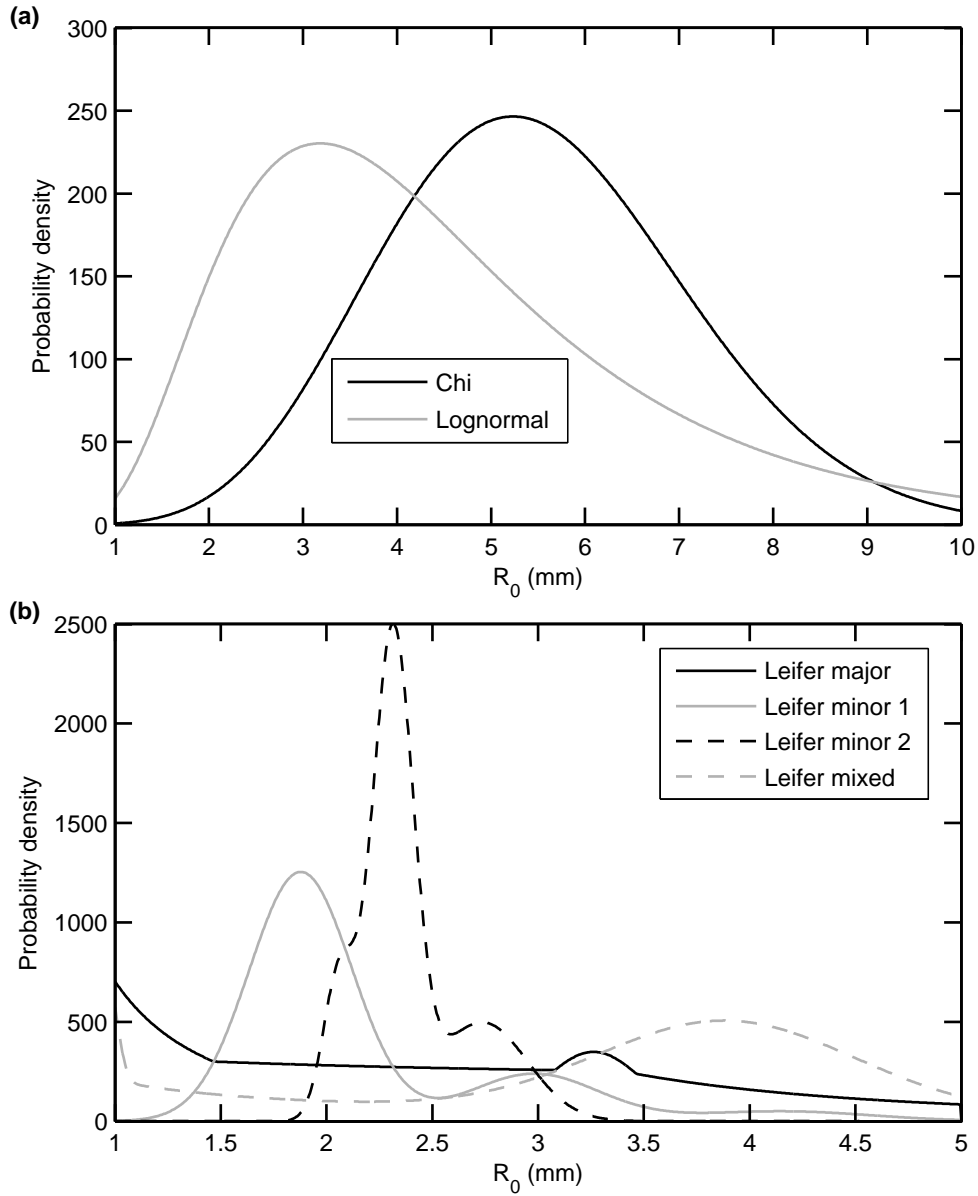 (a)
300
250
200
150
100
50
0
Probability density
Chi
Lognormal
1 2 3 4 5 6 7 8 9 10
R0 (mm)
(b)
2500
2000
1500
1000
500
0
Probability density
Leifer major
Leifer minor 1
Leifer minor 2
Leifer mixed
1 1.5 2 2.5 3 3.5 4 4.5 5
R0 (mm)